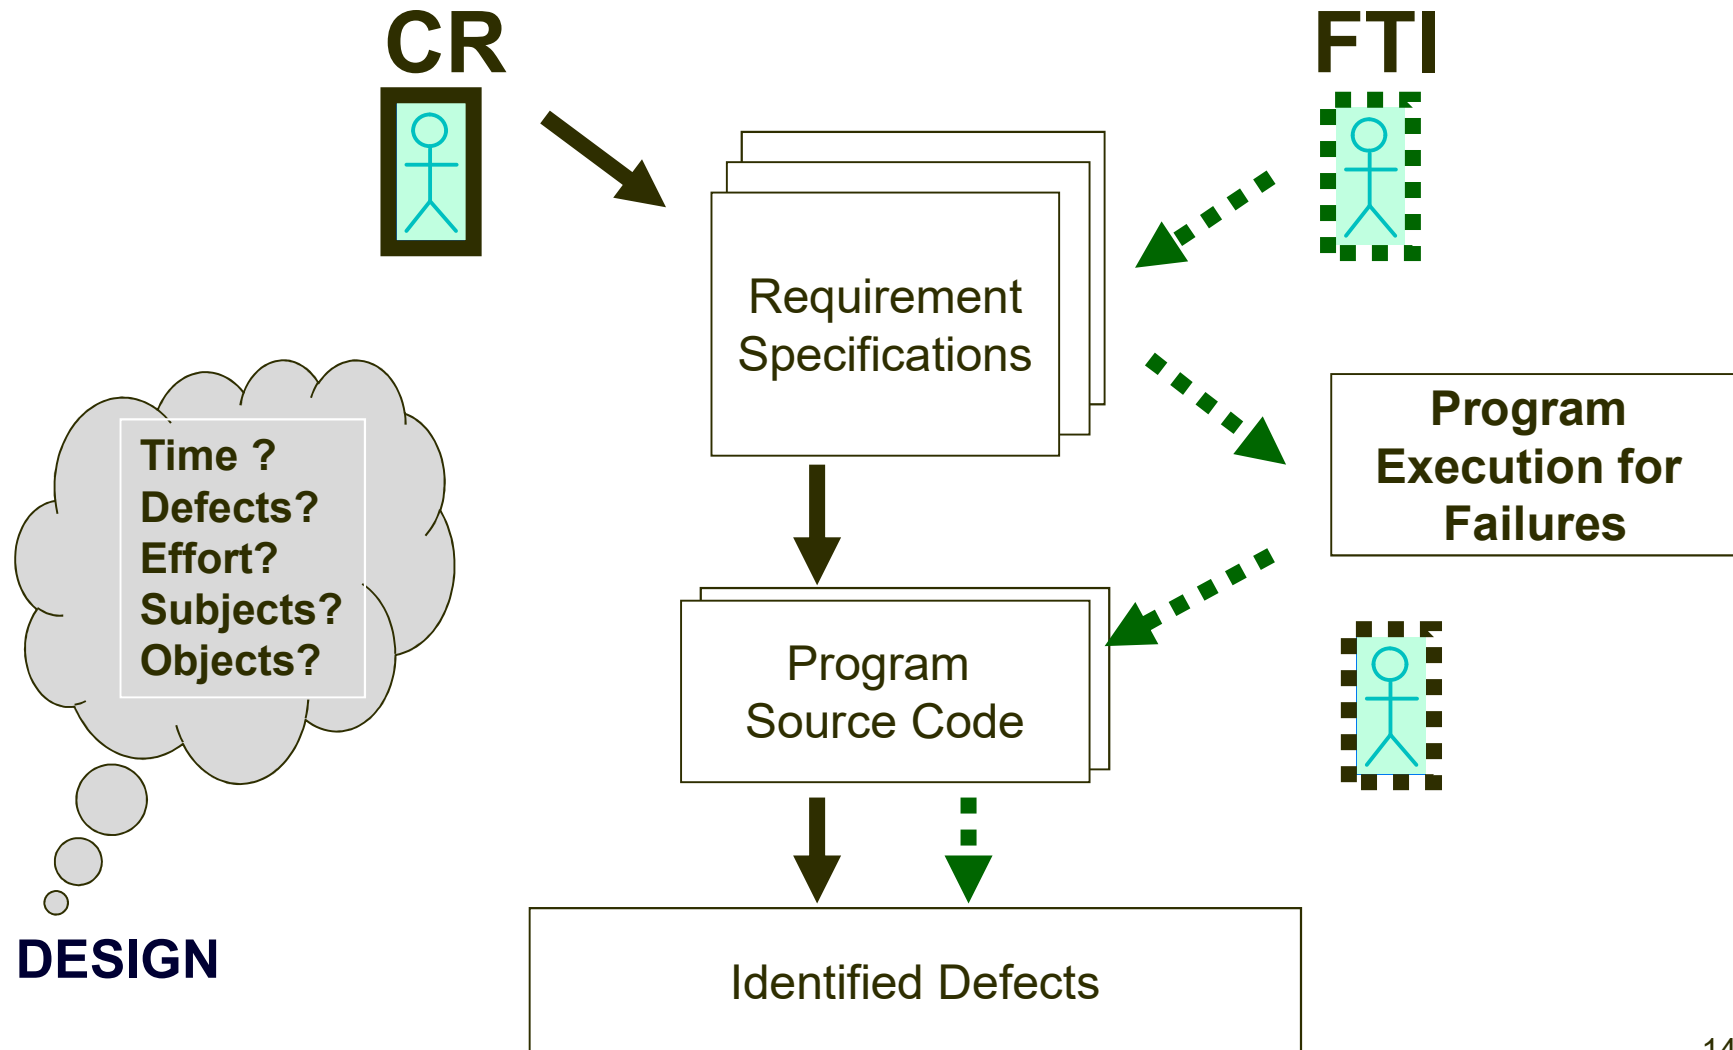 CR
FTI
Requirement
Specifications
Program
Execution for
Failures
Time ?
Defects?
Effort?
Subjects?
Objects?
Program
Source Code
DESIGN
Identified Defects
14